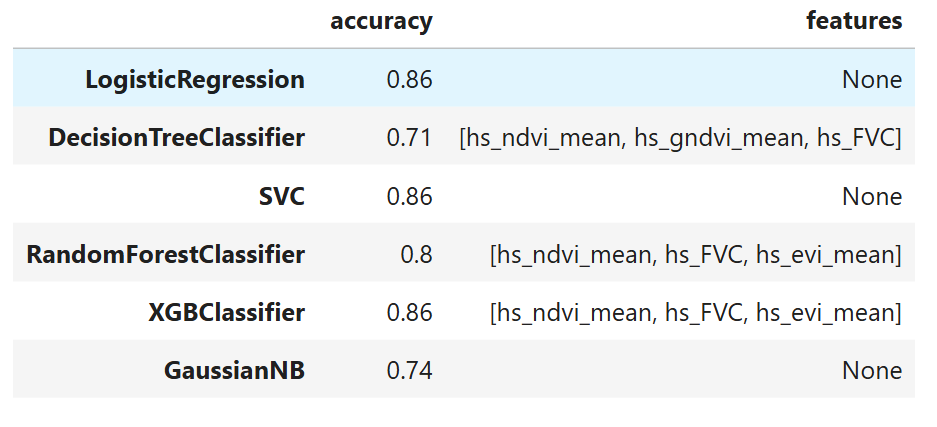 accuracy features
LogisticRegression 0.86 None
DecisionTreeClassifier 0.71 [hs_ndvi_mean, hs_gndvi_mean, hs_FVC]
SVC 0.86 None
RandomForestClassifier 0.8 [hs_ndvi_mean, hs_FVC, hs_evi_mean]
XGBClassifier 0.86 [hs_ndvi_mean, hs_FVC, hs_evi_mean]
GaussianNB 0.74 None